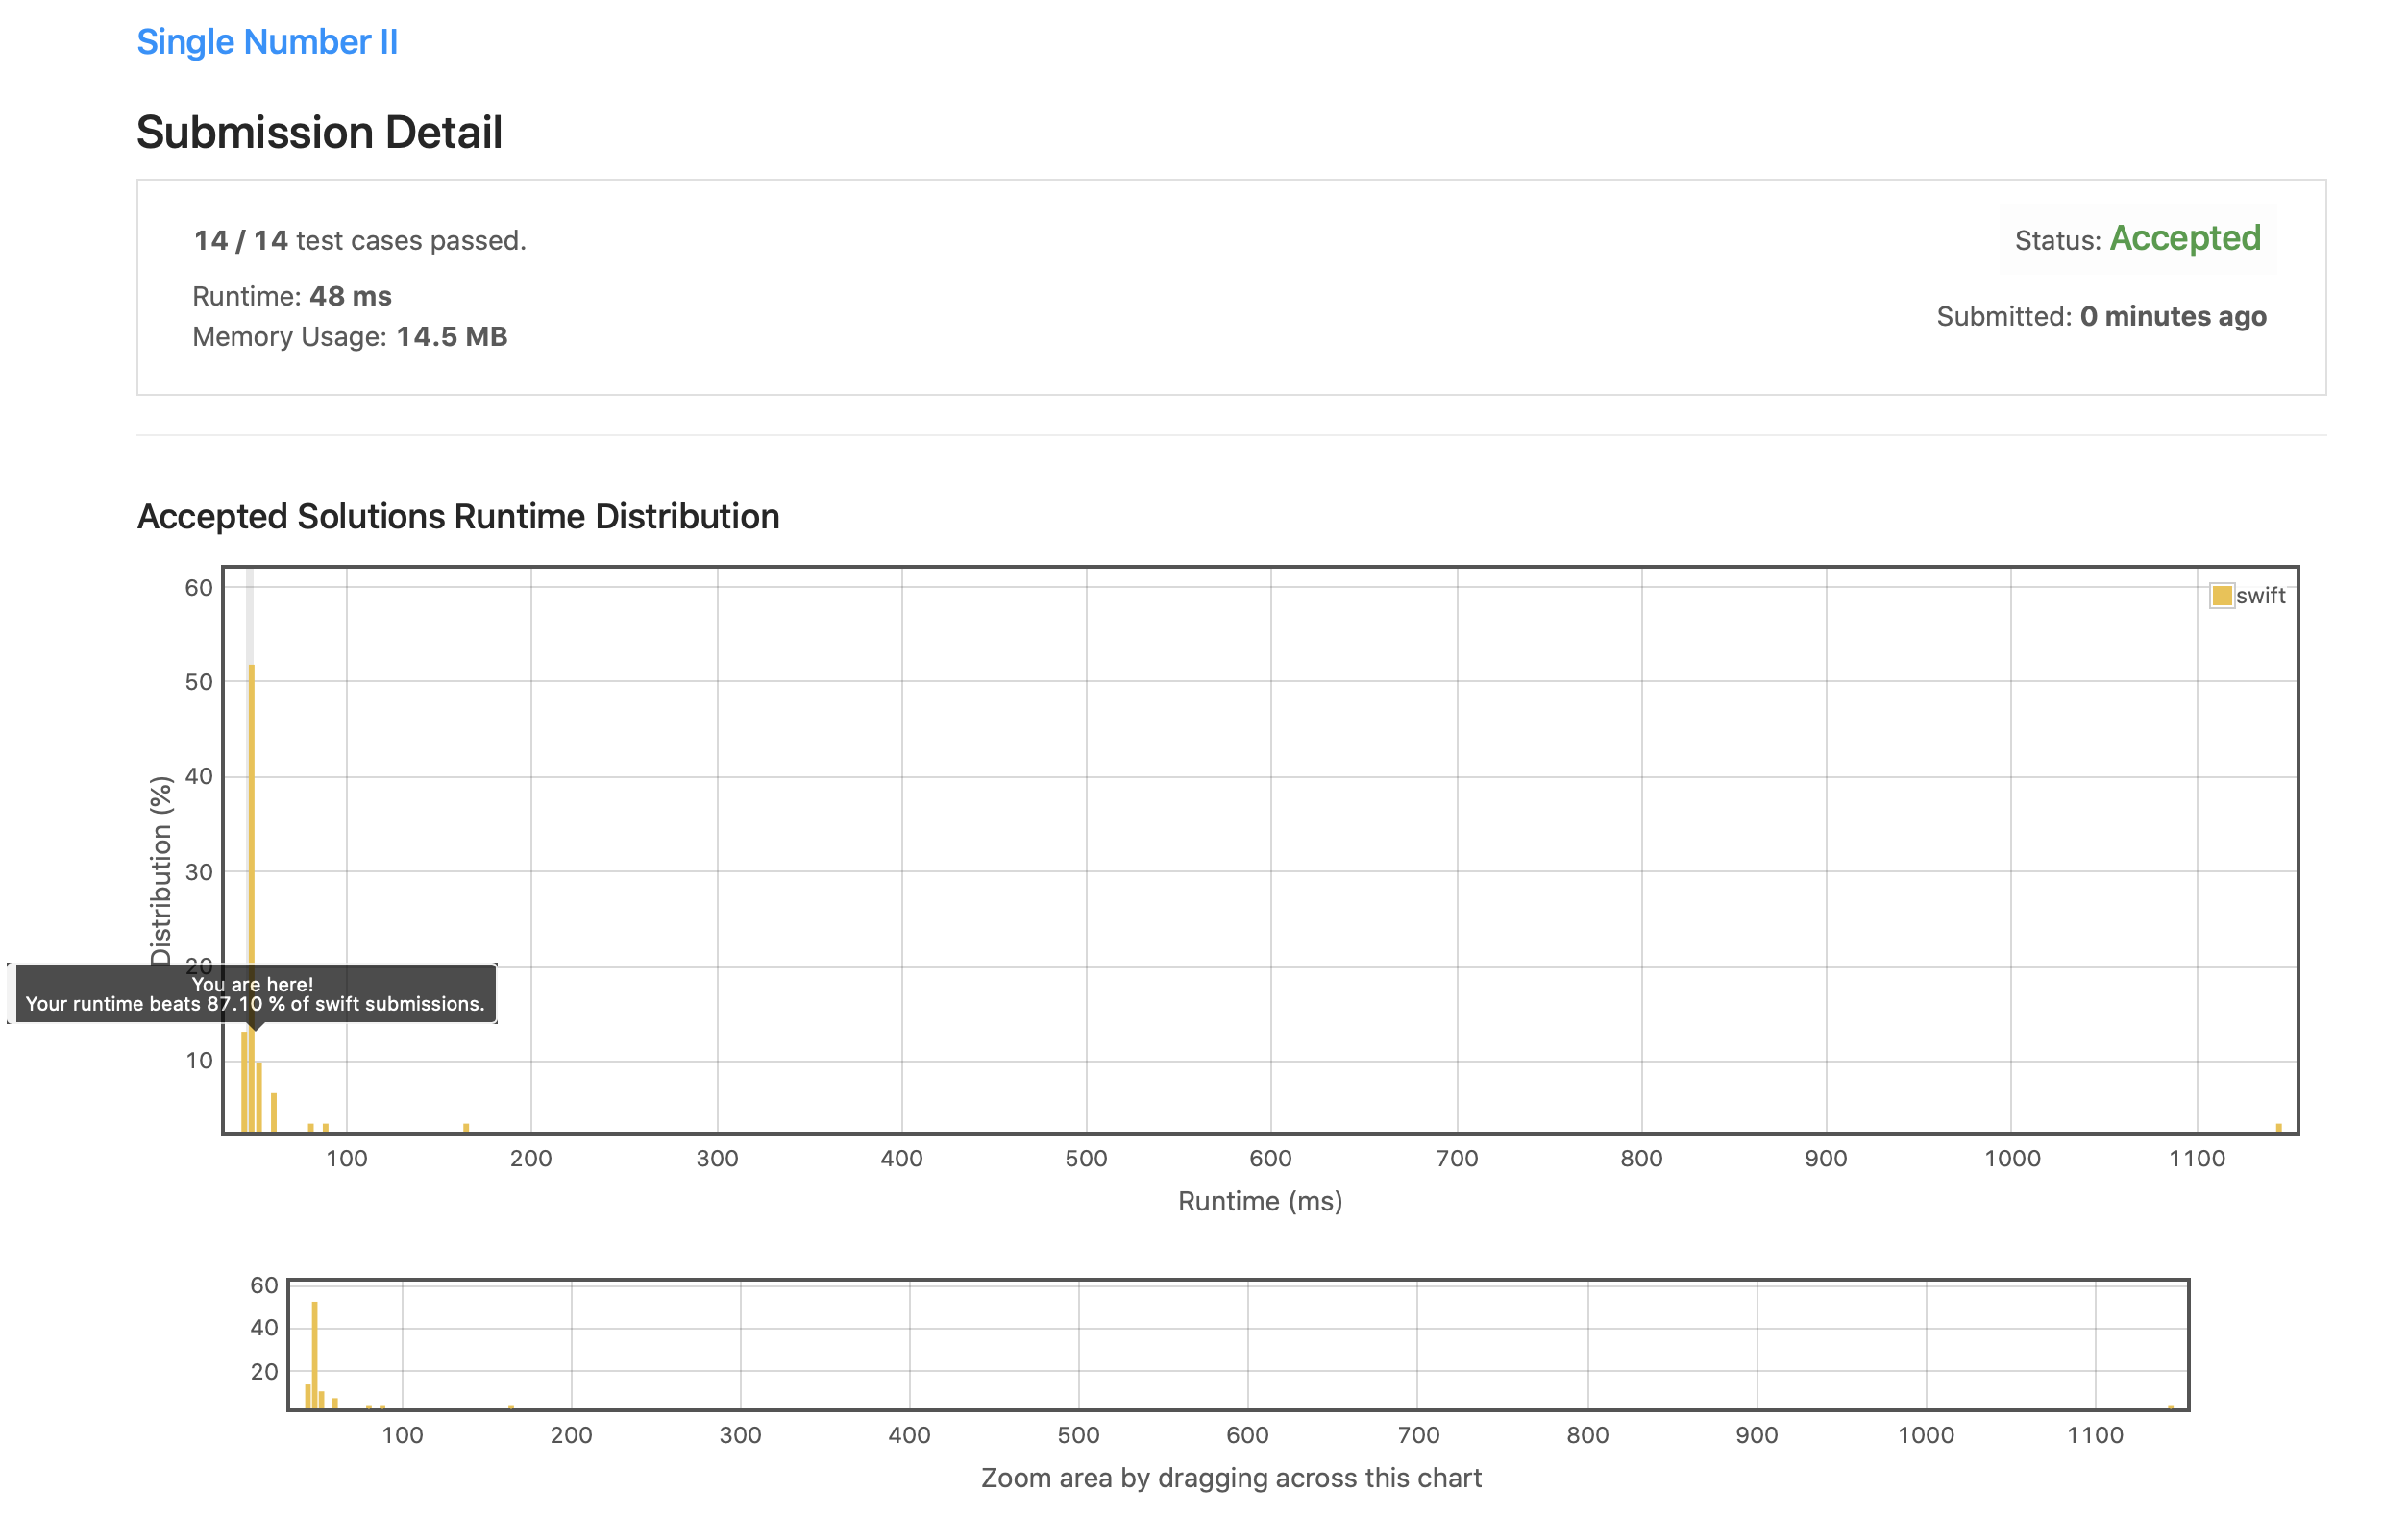 Single Number II
Submission Detail
14 / 14 test cases passed.
Status: Accepted
Runtime: 48 ms
Submitted: 0 minutes ago
Memory Usage: 14.5 MB
Accepted Solutions Runtime Distribution
60
swift
50
40
Distribution (%)
30
20
You are here!
Your runtime beats 87.10 % of swift submissions.
10
100 200 300 400 500 600 700 800 900 1000 1100
Runtime (ms)
60
40
20
100 200 300 400 500 600 700 800 900 1000 1100
Zoom area by dragging across this chart